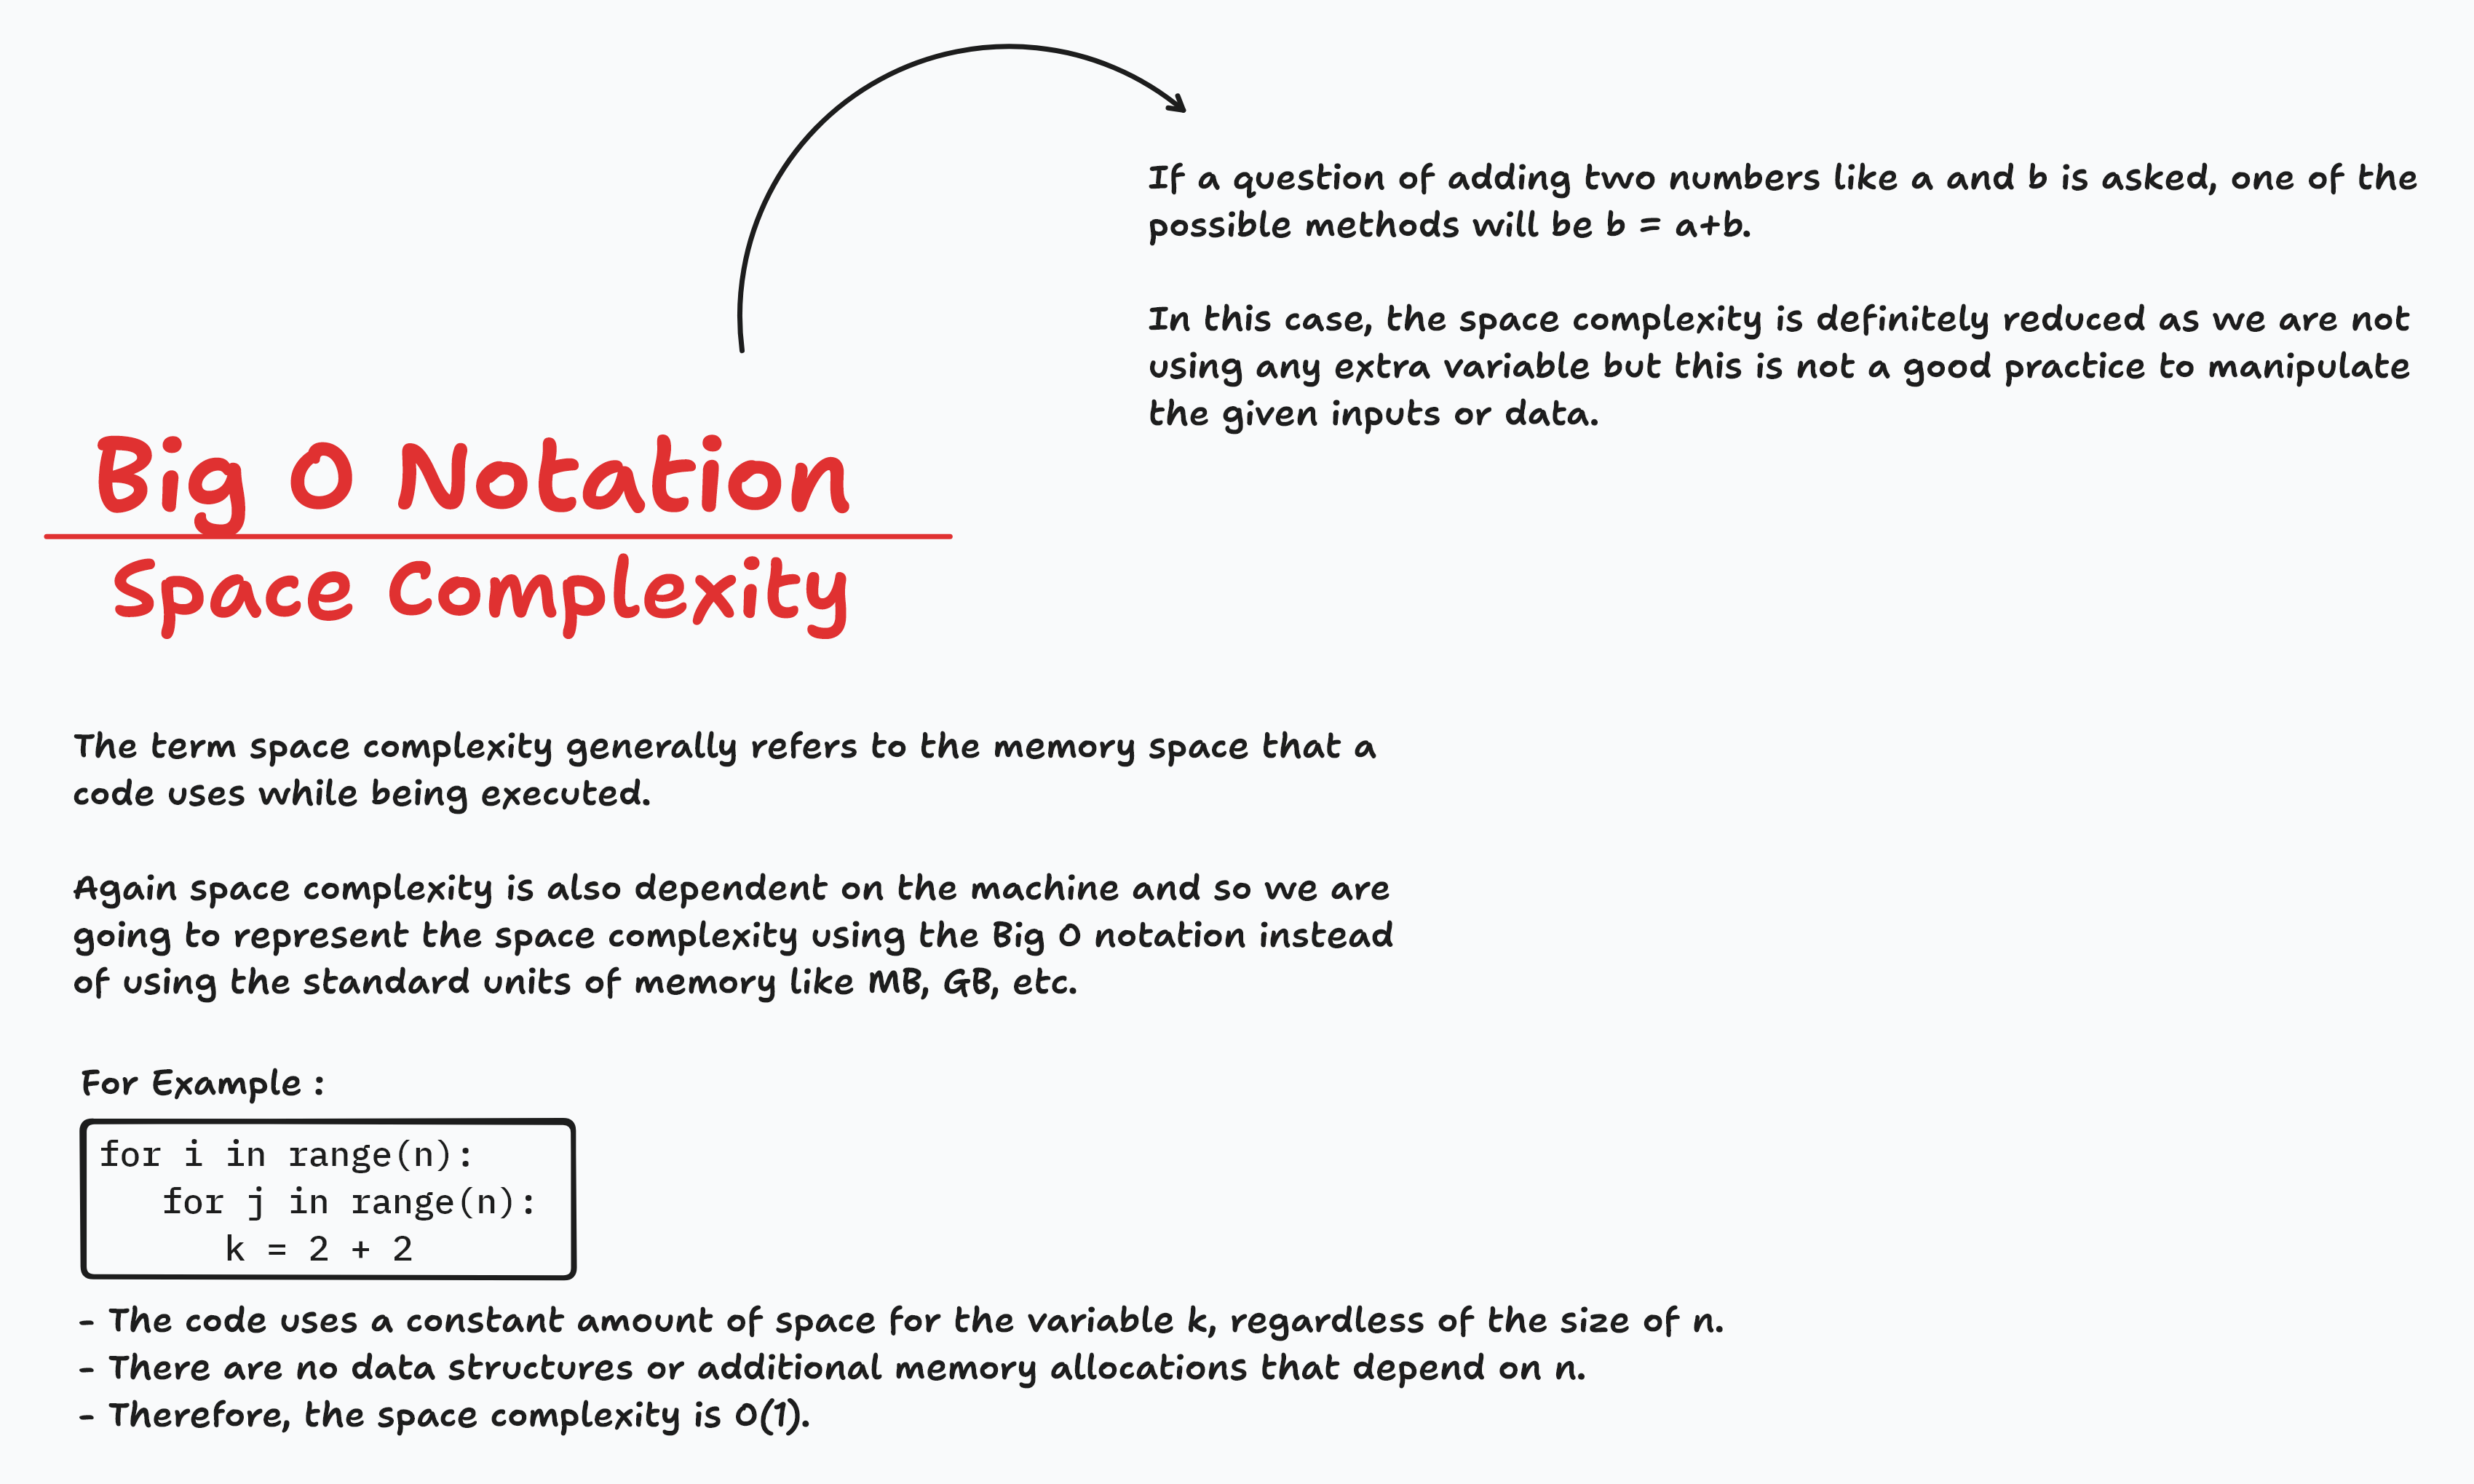 Big O Notation
Space Complexity
If a question of adding two numbers like a and b is asked, one of the
possible methods will be b = a+b.
In this case, the space complexity is definitely reduced as we are not
using any extra variable but this is not a good practice to manipulate
the given inputs or data.
The term space complexity generally refers to the memory space that a
code uses while being executed.
Again space complexity is also dependent on the machine and so we are
going to represent the space complexity using the Big O notation instead
of using the standard units of memory like MB, GB, etc.
For Example :
for i in range(n):
   for j in range(n):
      k = 2 + 2
- The code uses a constant amount of space for the variable k, regardless of the size of n.
- There are no data structures or additional memory allocations that depend on n.
- Therefore, the space complexity is O(1).